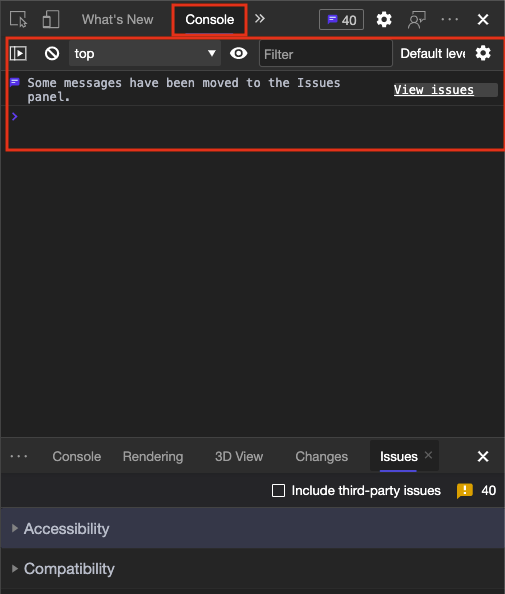 What's New Console 40
top Filter Default leve
Some messages have been moved to the Issues View issues
panel.
Console Rendering 3D View Changes Issues
Include third-party issues 40
Accessibility
Compatibility